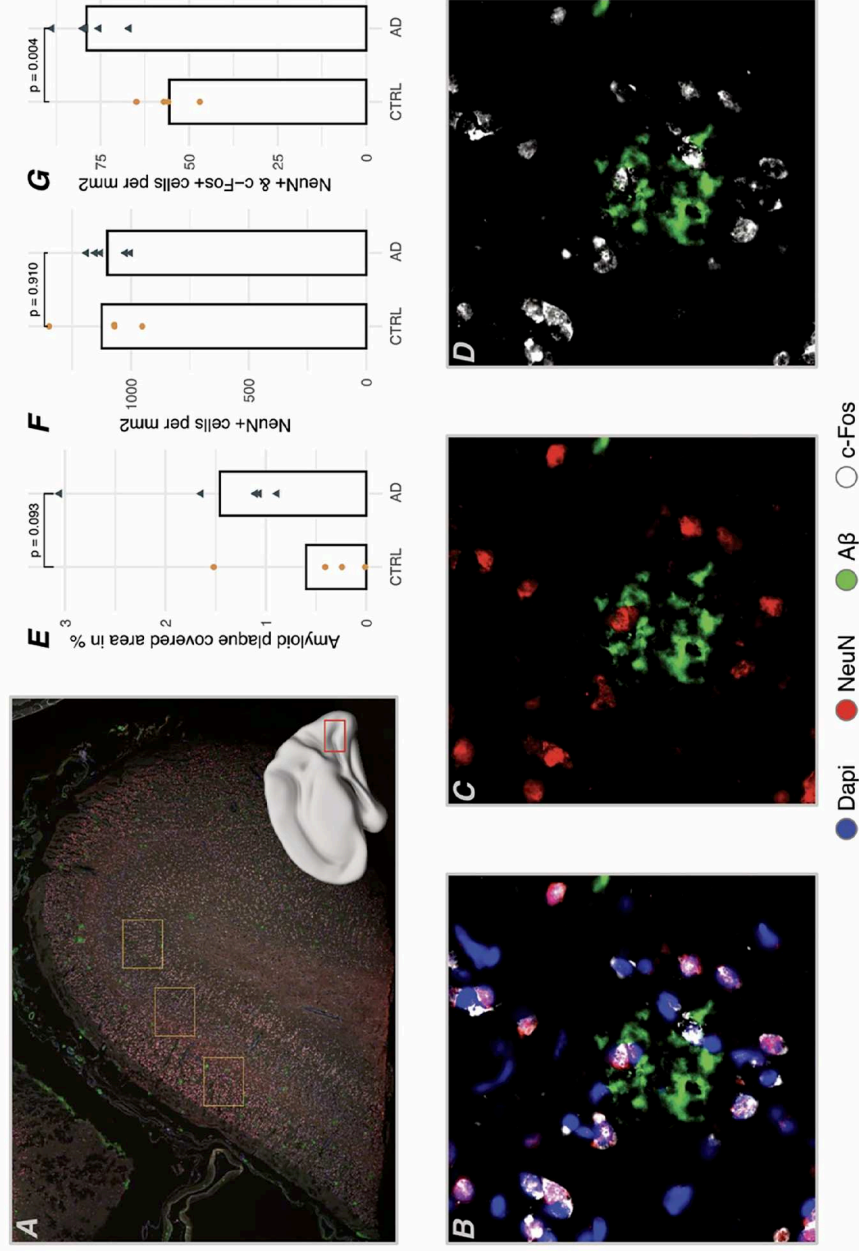 A
E
Amyloid plaque covered area in %
3
2
1
0
p = 0.093
CTRL
AD
F
NeuN+ cells per mm2
1000
500
0
p = 0.910
CTRL
AD
G
NeuN+ & c-Fos+ cells per mm2
75
50
25
0
p = 0.004
CTRL
AD
B
C
D
Dapi
NeuN
Aβ
c-Fos